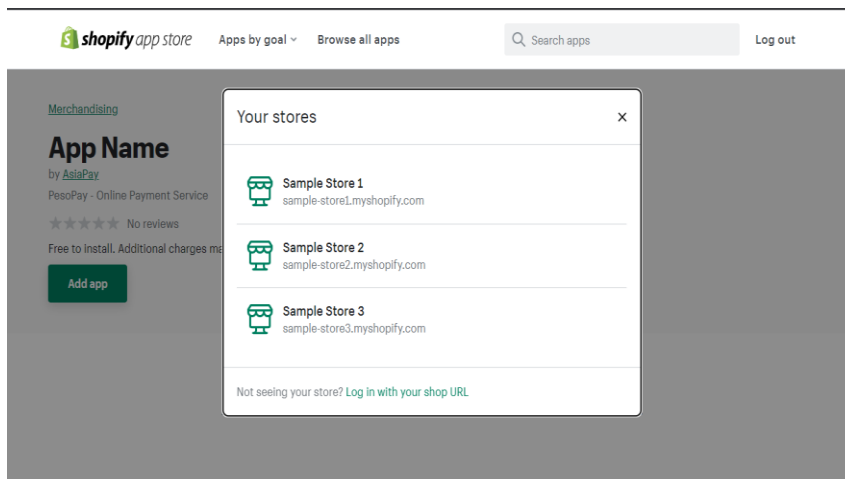 shopify app store
Apps by goal
Browse all apps
Search apps
Log out
Merchandising
App Name
by AsiaPay
PesoPay - Online Payment Service
No reviews
Free to Install. Additional charges
Add app
Your stores
×
Sample Store 1
sample-store1.myshopify.com
Sample Store 2
sample-store2.myshopify.com
Sample Store 3
sample-store3.myshopify.com
Not seeing your store? Log in with your shop URL